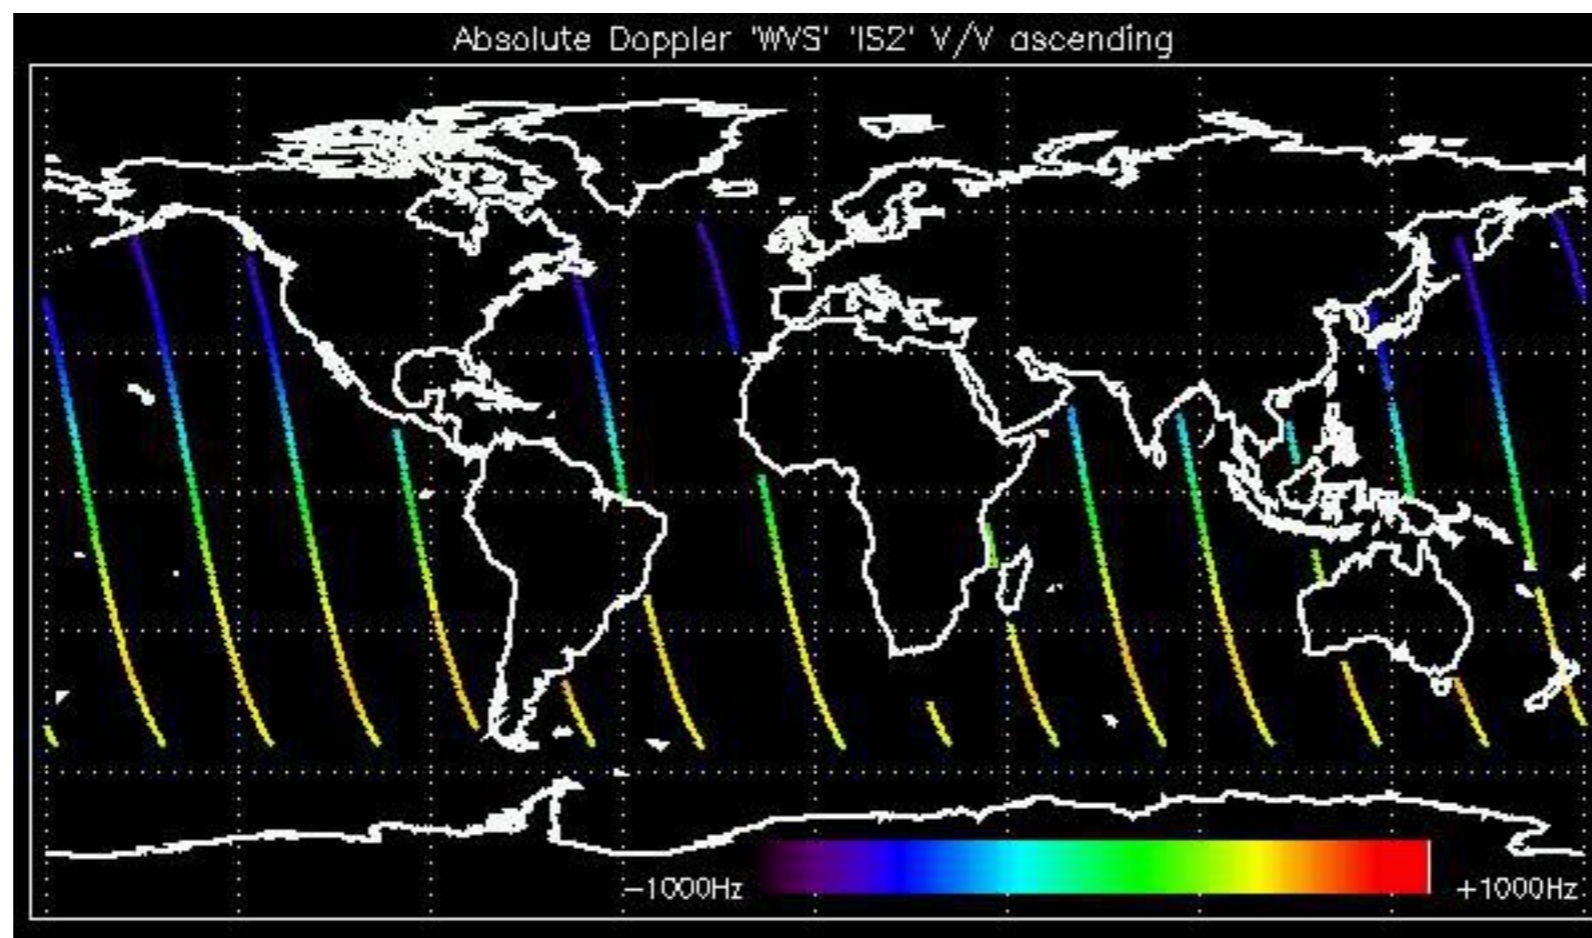 Absolute Doppler 'WVS' 'IS2' V/V ascending
−1000Hz +1000Hz